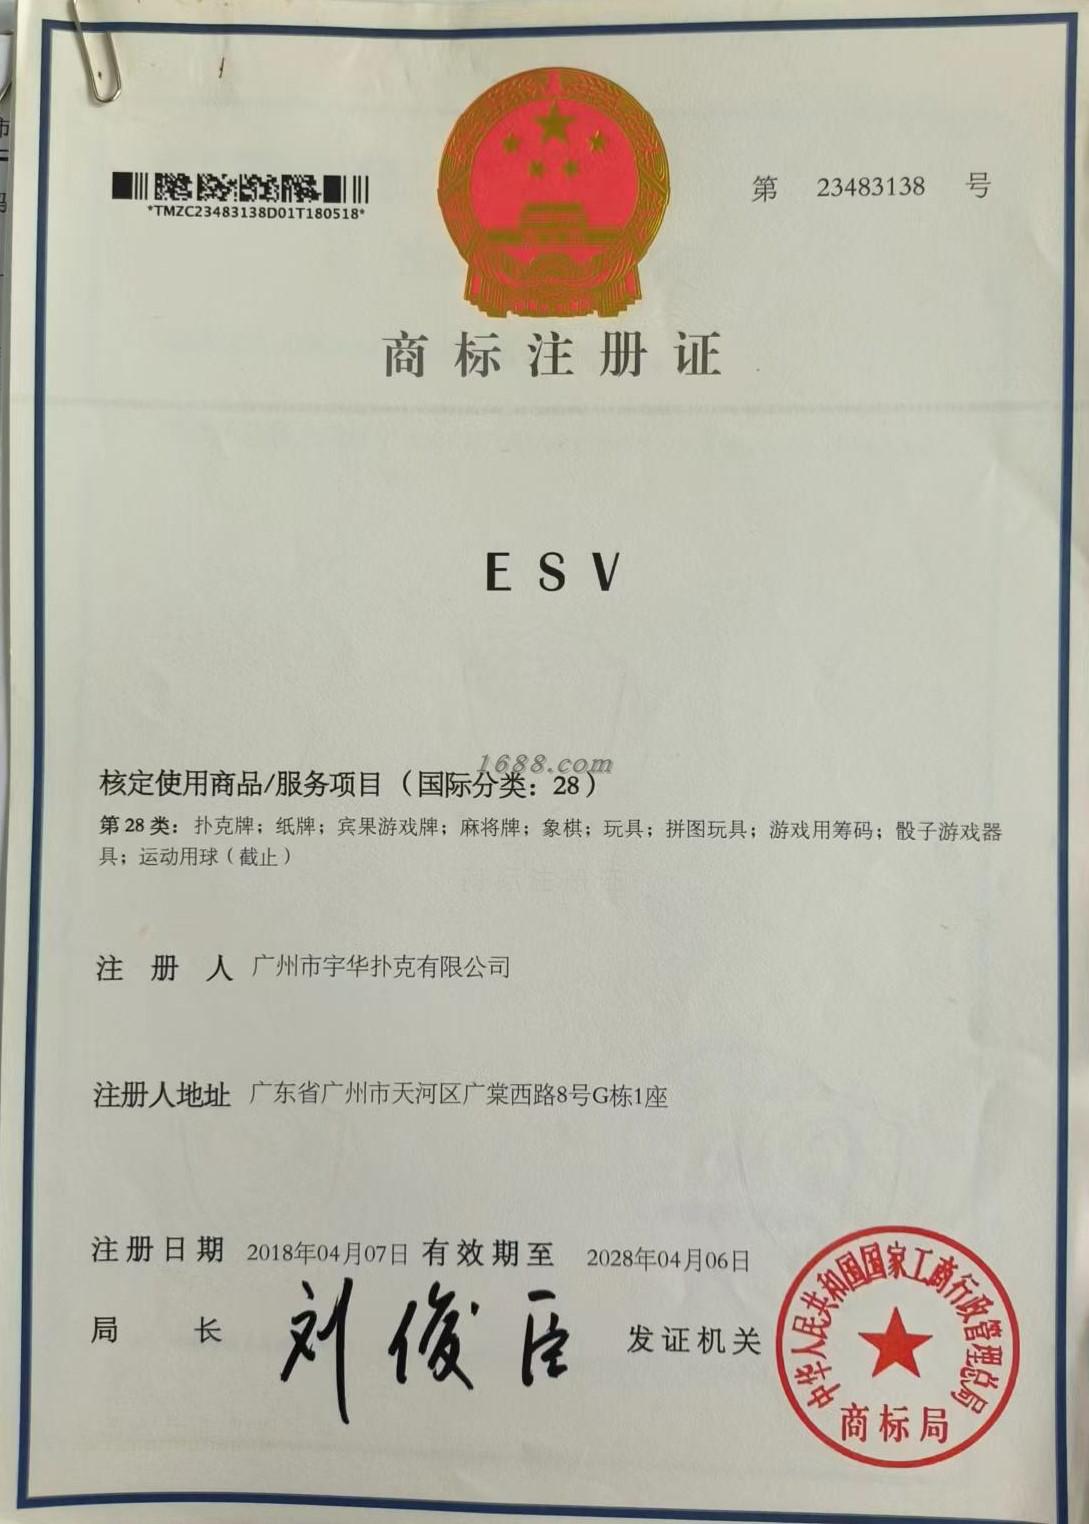 第 23483138 号
*TMZC23483138D01T180518*
商标注册证
ESV
1688.com
核定使用商品/服务项目（国际分类：28）
第28类：扑克牌；纸牌；宾果游戏牌；麻将牌；象棋；玩具；拼图玩具；游戏用筹码；骰子游戏器
具；运动用球（截止）
注册人 广州市宇华扑克有限公司
注册人地址 广东省广州市天河区广棠西路8号G栋1座
注册日期 2018年04月07日 有效期至 2028年04月06日
局长 刘俊臣 发证机关
中华人民共和国国家工商行政管理总局
商标局